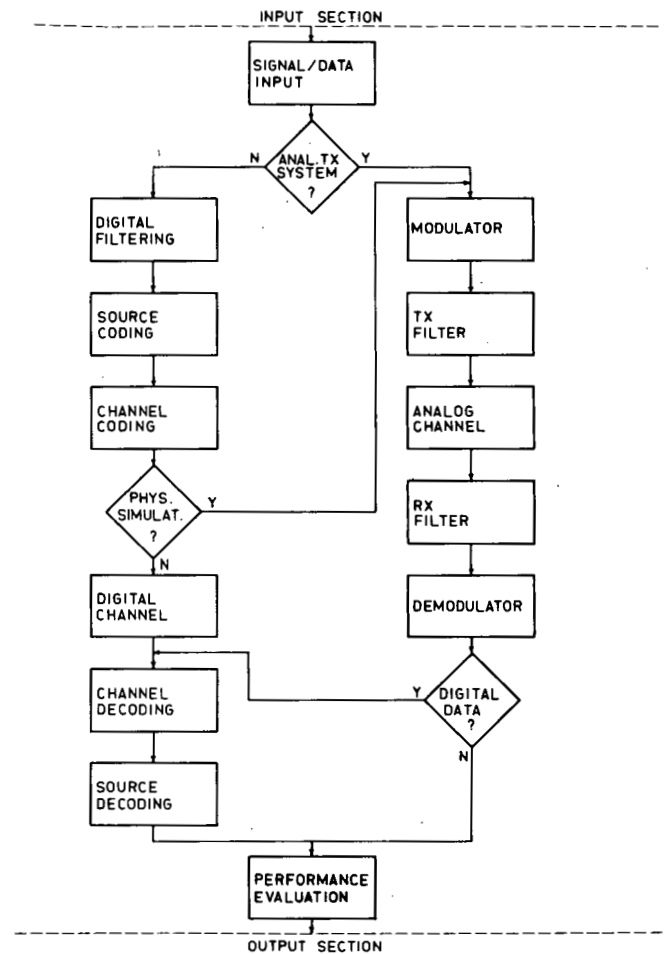 INPUT SECTION
SIGNAL/DATA
INPUT
N
ANAL.TX
SYSTEM
?
Y
DIGITAL
FILTERING
MODULATOR
SOURCE
CODING
TX
FILTER
CHANNEL
CODING
ANALOG
CHANNEL
PHYS.
SIMULAT.
?
Y
N
RX
FILTER
DIGITAL
CHANNEL
DEMODULATOR
CHANNEL
DECODING
Y
DIGITAL
DATA
?
N
SOURCE
DECODING
PERFORMANCE
EVALUATION
OUTPUT SECTION